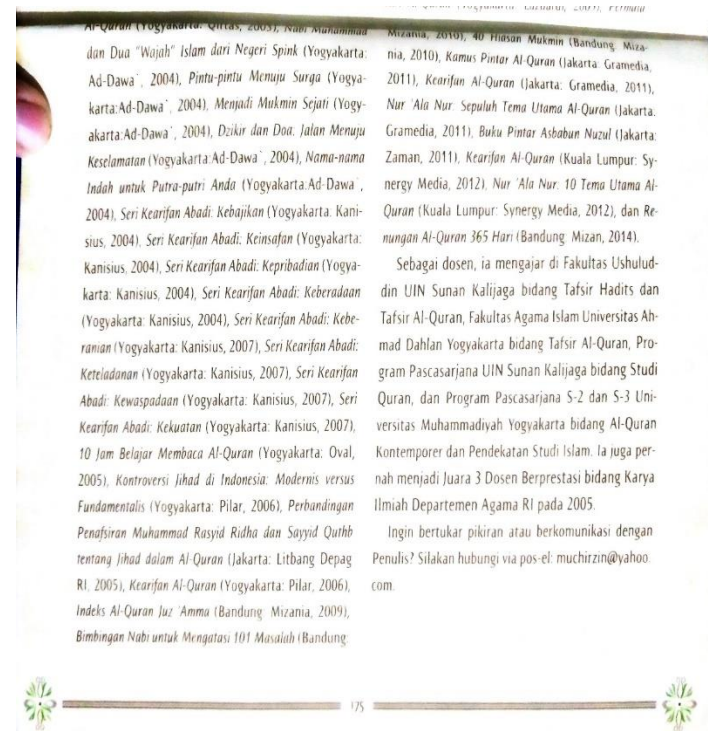 Al-Quran (Yogyakarta: Qirtas, 2003), Nabi Muhammad
dan Dua "Wajah" Islam dari Negeri Spink (Yogyakarta:
Ad-Dawa`, 2004), Pintu-pintu Menuju Surga (Yogya-
karta:Ad-Dawa`, 2004), Menjadi Mukmin Sejati (Yogy-
akarta:Ad-Dawa`, 2004), Dzikir dan Doa: Jalan Menuju
Keselamatan (Yogyakarta:Ad-Dawa`, 2004), Nama-nama
Indah untuk Putra-putri Anda (Yogyakarta:Ad-Dawa`,
2004), Seri Kearifan Abadi: Kebajikan (Yogyakarta: Kani-
sius, 2004), Seri Kearifan Abadi: Keinsafan (Yogyakarta:
Kanisius, 2004), Seri Kearifan Abadi: Kepribadian (Yogya-
karta: Kanisius, 2004), Seri Kearifan Abadi: Keberadaan
(Yogyakarta: Kanisius, 2004), Seri Kearifan Abadi: Kebe-
ranian (Yogyakarta: Kanisius, 2007), Seri Kearifan Abadi:
Keteladanan (Yogyakarta: Kanisius, 2007), Seri Kearifan
Abadi: Kewaspadaan (Yogyakarta: Kanisius, 2007), Seri
Kearifan Abadi: Kekuatan (Yogyakarta: Kanisius, 2007),
10 Jam Belajar Membaca Al-Quran (Yogyakarta: Oval,
2005), Kontroversi Jihad di Indonesia: Modernis versus
Fundamentalis (Yogyakarta: Pilar, 2006), Perbandingan
Penafsiran Muhammad Rasyid Ridha dan Sayyid Quthb
tentang Jihad dalam Al-Quran (Jakarta: Litbang Depag
RI, 2005), Kearifan Al-Quran (Yogyakarta: Pilar, 2006),
Indeks Al-Quran Juz 'Amma (Bandung: Mizania, 2009),
Bimbingan Nabi untuk Mengatasi 101 Masalah (Bandung:
Mizania, 2010), 40 Hiasan Mukmin (Bandung: Miza-
nia, 2010), Kamus Pintar Al-Quran (Jakarta: Gramedia,
2011), Kearifan Al-Quran (Jakarta: Gramedia, 2011),
Nur 'Ala Nur: Sepuluh Tema Utama Al-Quran (Jakarta:
Gramedia, 2011), Buku Pintar Asbabun Nuzul (Jakarta:
Zaman, 2011), Kearifan Al-Quran (Kuala Lumpur: Sy-
nergy Media, 2012), Nur 'Ala Nur: 10 Tema Utama Al-
Quran (Kuala Lumpur: Synergy Media, 2012), dan Re-
nungan Al-Quran 365 Hari (Bandung: Mizan, 2014).
Sebagai dosen, ia mengajar di Fakultas Ushulud-
din UIN Sunan Kalijaga bidang Tafsir Hadits dan
Tafsir Al-Quran, Fakultas Agama Islam Universitas Ah-
mad Dahlan Yogyakarta bidang Tafsir Al-Quran, Pro-
gram Pascasarjana UIN Sunan Kalijaga bidang Studi
Quran, dan Program Pascasarjana S-2 dan S-3 Uni-
versitas Muhammadiyah Yogyakarta bidang Al-Quran
Kontemporer dan Pendekatan Studi Islam. Ia juga per-
nah menjadi Juara 3 Dosen Berprestasi bidang Karya
Ilmiah Departemen Agama RI pada 2005.
Ingin bertukar pikiran atau berkomunikasi dengan
Penulis? Silakan hubungi via pos-el: muchirzin@yahoo.
com.
175